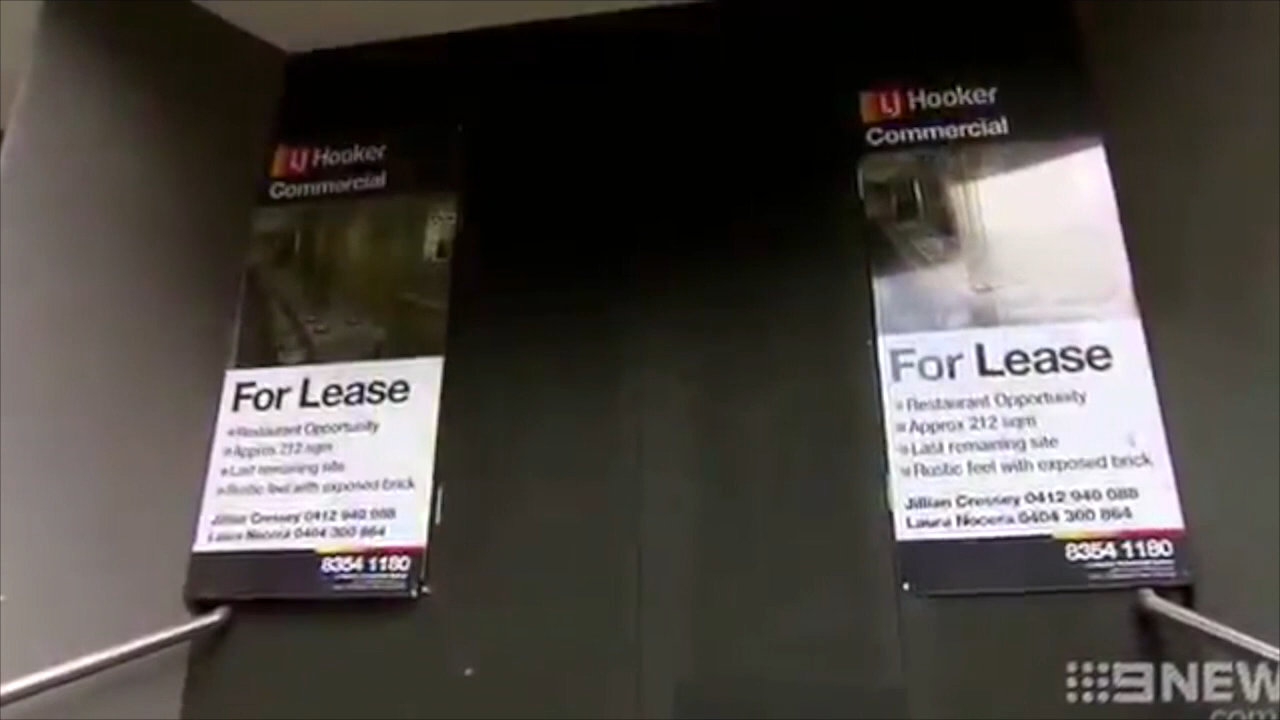 LJ Hooker
Commercial
For Lease
Restaurant Opportunity
Approx 212 sqm
Last remaining site
Rustic feel with exposed brick
Jillian Cressey 0412 940 088
Laura Nocera 0404 300 864
8354 1180
LJ Hooker
Commercial
For Lease
Restaurant Opportunity
Approx 212 sqm
Last remaining site
Rustic feel with exposed brick
Jillian Cressey 0412 940 088
Laura Nocera 0404 300 864
8354 1180
9NEW
.com